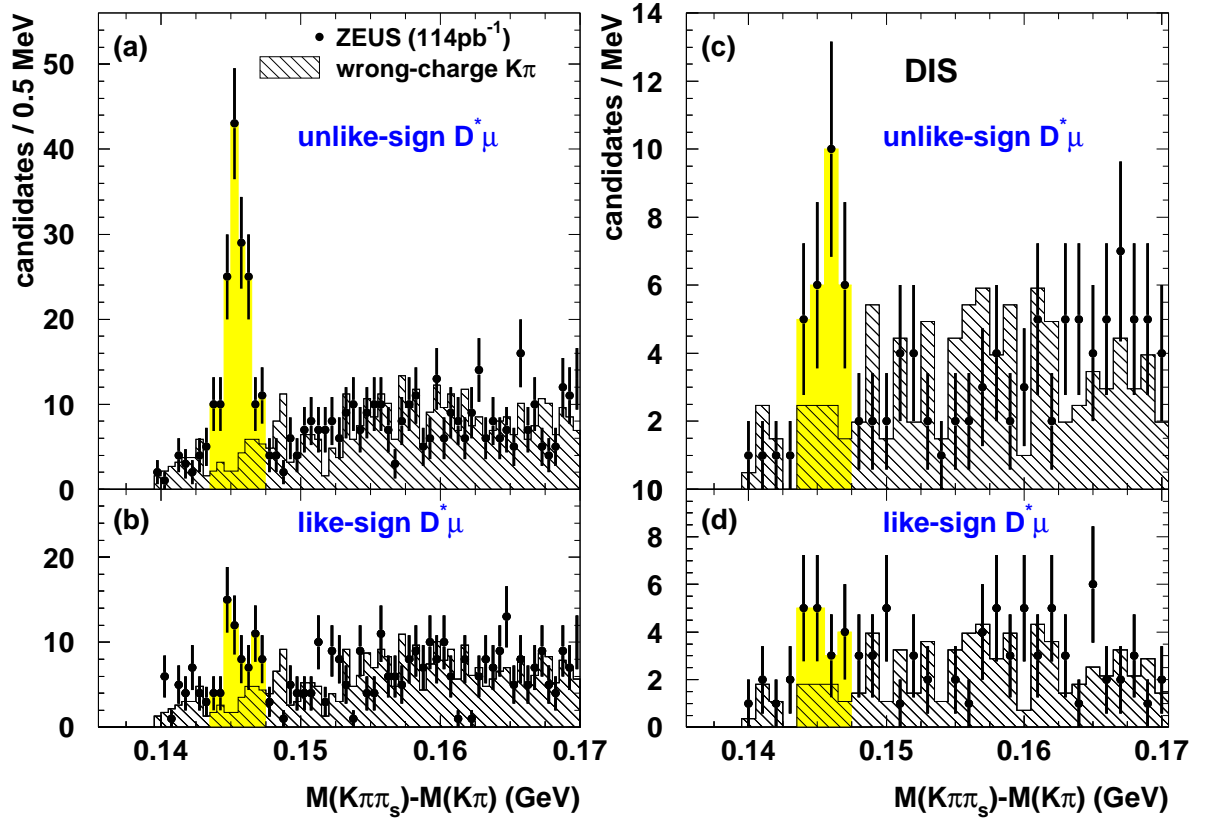 (a)
ZEUS (114pb⁻¹)
wrong-charge Kπ
unlike-sign D*μ
candidates / 0.5 MeV
50
40
30
20
10
0
(b)
like-sign D*μ
20
10
0
0.14 0.15 0.16 0.17
M(Kππₛ)-M(Kπ) (GeV)
(c)
DIS
unlike-sign D*μ
candidates / MeV
14
12
10
8
6
4
2
0
10
(d)
like-sign D*μ
8
6
4
2
0
0.14 0.15 0.16 0.17
M(Kππₛ)-M(Kπ) (GeV)